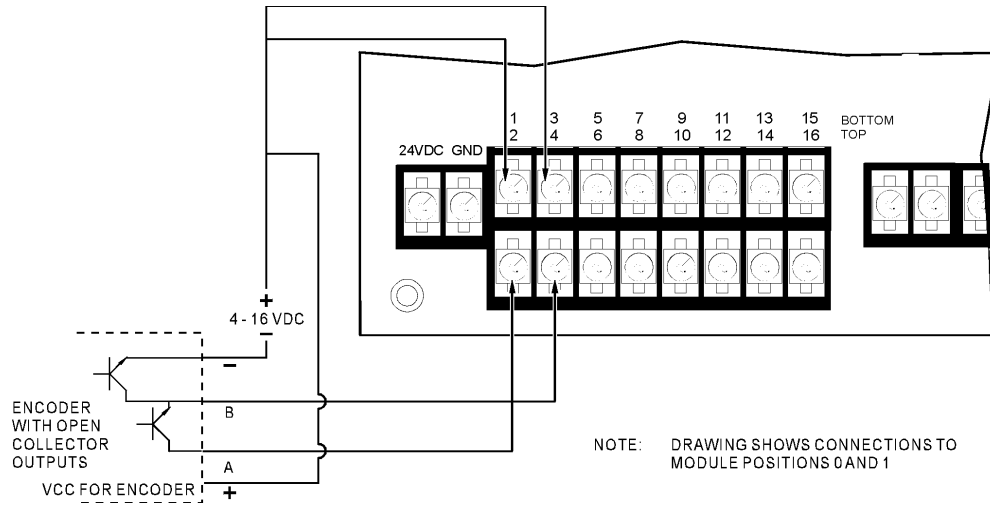 1 3 5 7 9 11 13 15 BOTTOM
2 4 6 8 10 12 14 16 TOP
24VDC GND
+
4 - 16 VDC
−
−
B
ENCODER
WITH OPEN
COLLECTOR
OUTPUTS
A
VCC FOR ENCODER
+
NOTE: DRAWING SHOWS CONNECTIONS TO
MODULE POSITIONS 0 AND 1